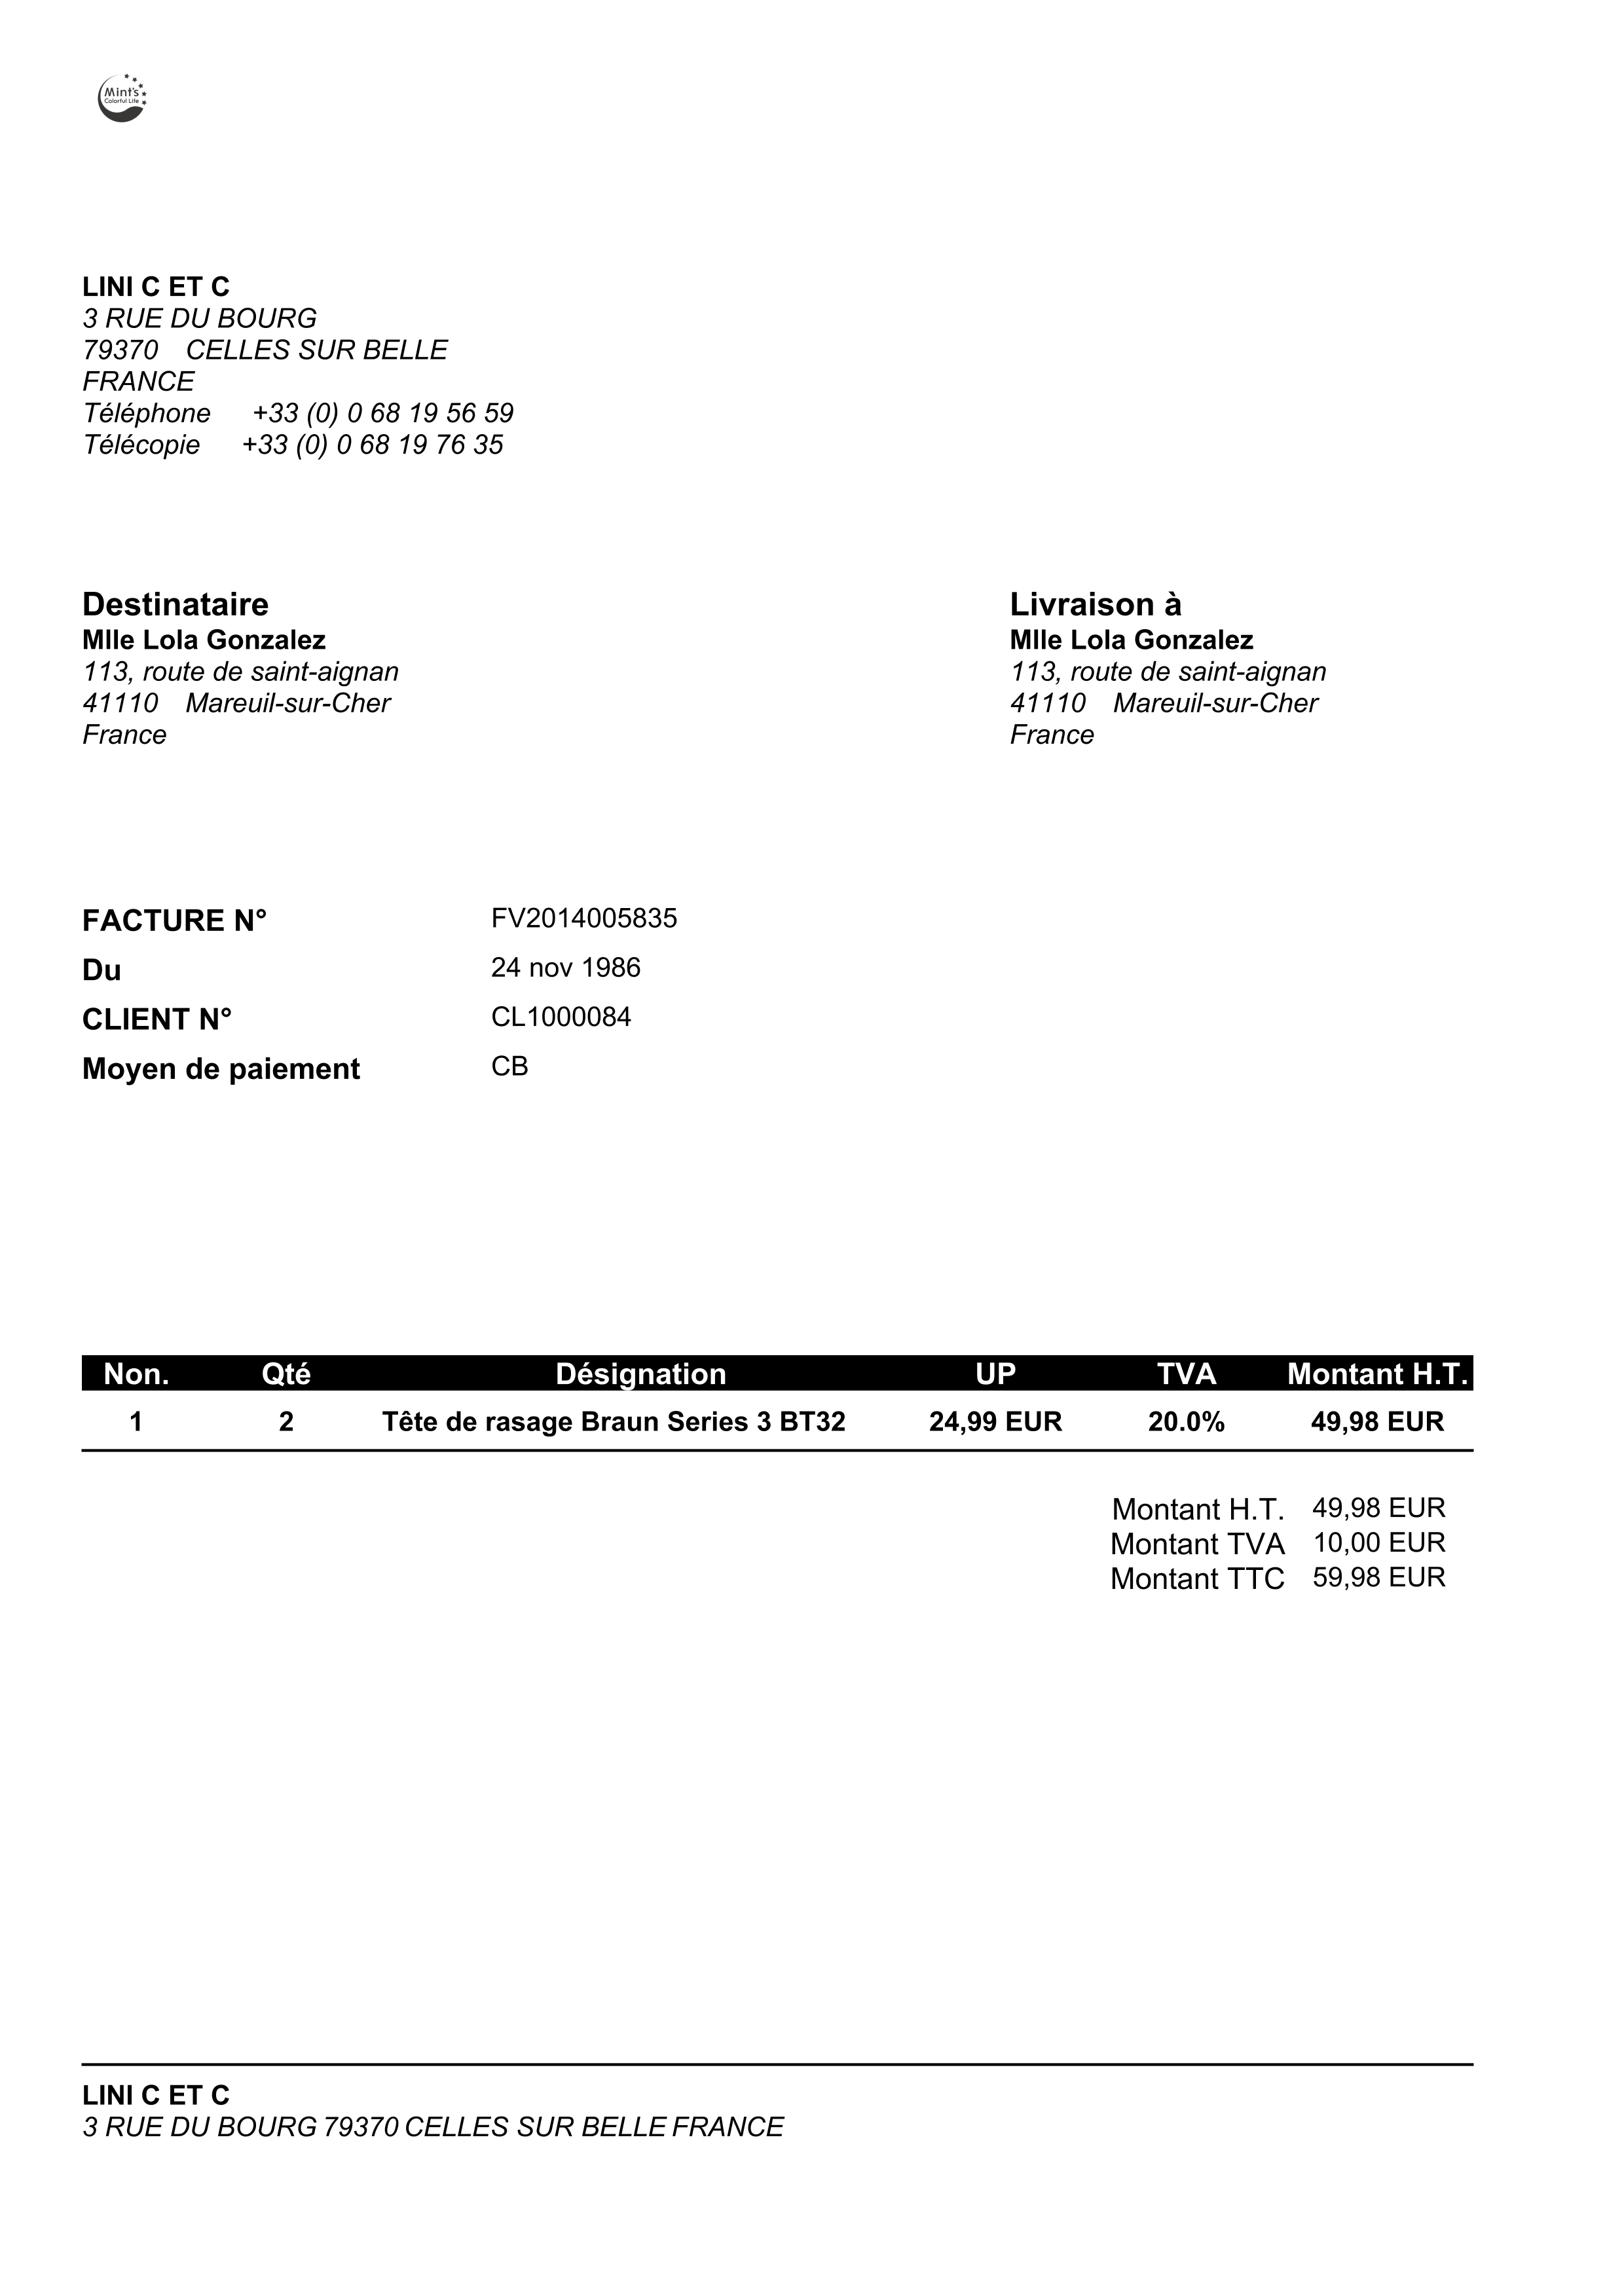 Mint's
Colorful Life
LINI C ET C
3 RUE DU BOURG
79370 CELLES SUR BELLE
FRANCE
Téléphone +33 (0) 0 68 19 56 59
Télécopie +33 (0) 0 68 19 76 35
Destinataire
Mlle Lola Gonzalez
113, route de saint-aignan
41110 Mareuil-sur-Cher
France
Livraison à
Mlle Lola Gonzalez
113, route de saint-aignan
41110 Mareuil-sur-Cher
France
FACTURE N° FV2014005835
Du 24 nov 1986
CLIENT N° CL1000084
Moyen de paiement CB
Non. Qté Désignation UP TVA Montant H.T.
1 2 Tête de rasage Braun Series 3 BT32 24,99 EUR 20.0% 49,98 EUR
Montant H.T. 49,98 EUR
Montant TVA 10,00 EUR
Montant TTC 59,98 EUR
LINI C ET C
3 RUE DU BOURG 79370 CELLES SUR BELLE FRANCE